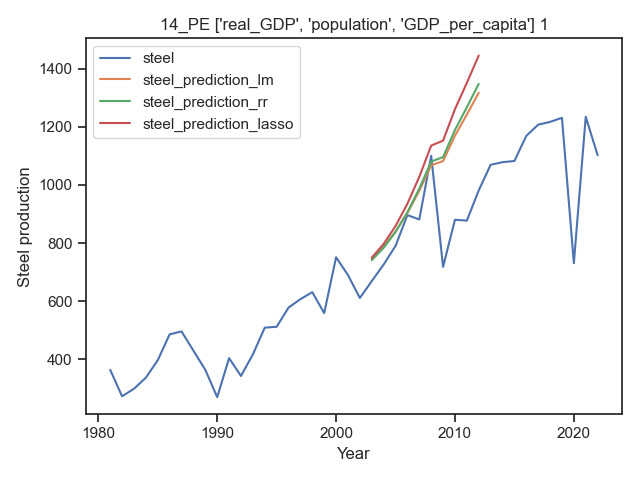 14_PE ['real_GDP', 'population', 'GDP_per_capita'] 1
steel
steel_prediction_lm
steel_prediction_rr
steel_prediction_lasso
Steel production
1400
1200
1000
800
600
400
1980
1990
2000
2010
2020
Year